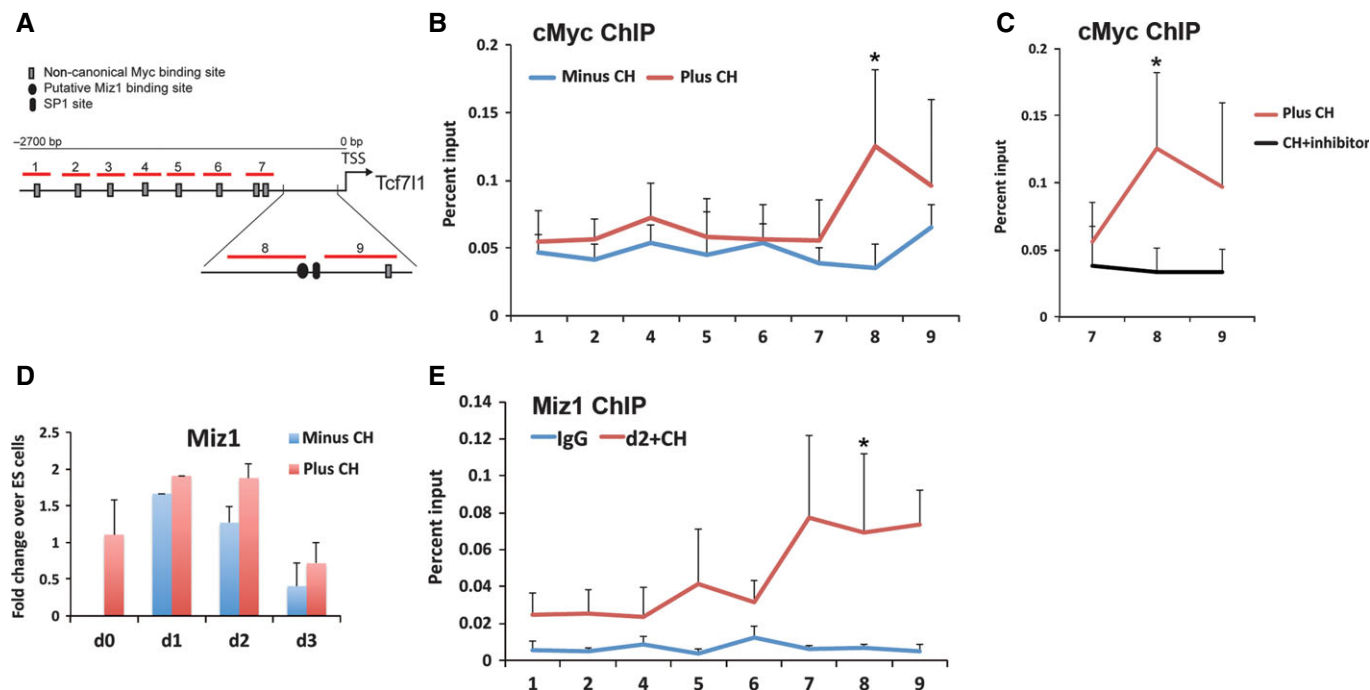 A
Non-canonical Myc binding site
Putative Miz1 binding site
SP1 site
–2700 bp
0 bp
TSS
1 2 3 4 5 6 7
Tcf7l1
8 9
B
cMyc ChIP
Minus CH Plus CH
Percent input
0.2
0.15
0.1
0.05
0
*
1 2 4 5 6 7 8 9
C
cMyc ChIP
Percent input
0.2
0.15
0.1
0.05
0
*
Plus CH
CH+inhibitor
7 8 9
D
Miz1
Minus CH
Plus CH
Fold change over ES cells
2.5
2
1.5
1
0.5
0
d0 d1 d2 d3
E
Miz1 ChIP
IgG d2+CH
Percent input
0.14
0.12
0.1
0.08
0.06
0.04
0.02
0
*
1 2 4 5 6 7 8 9